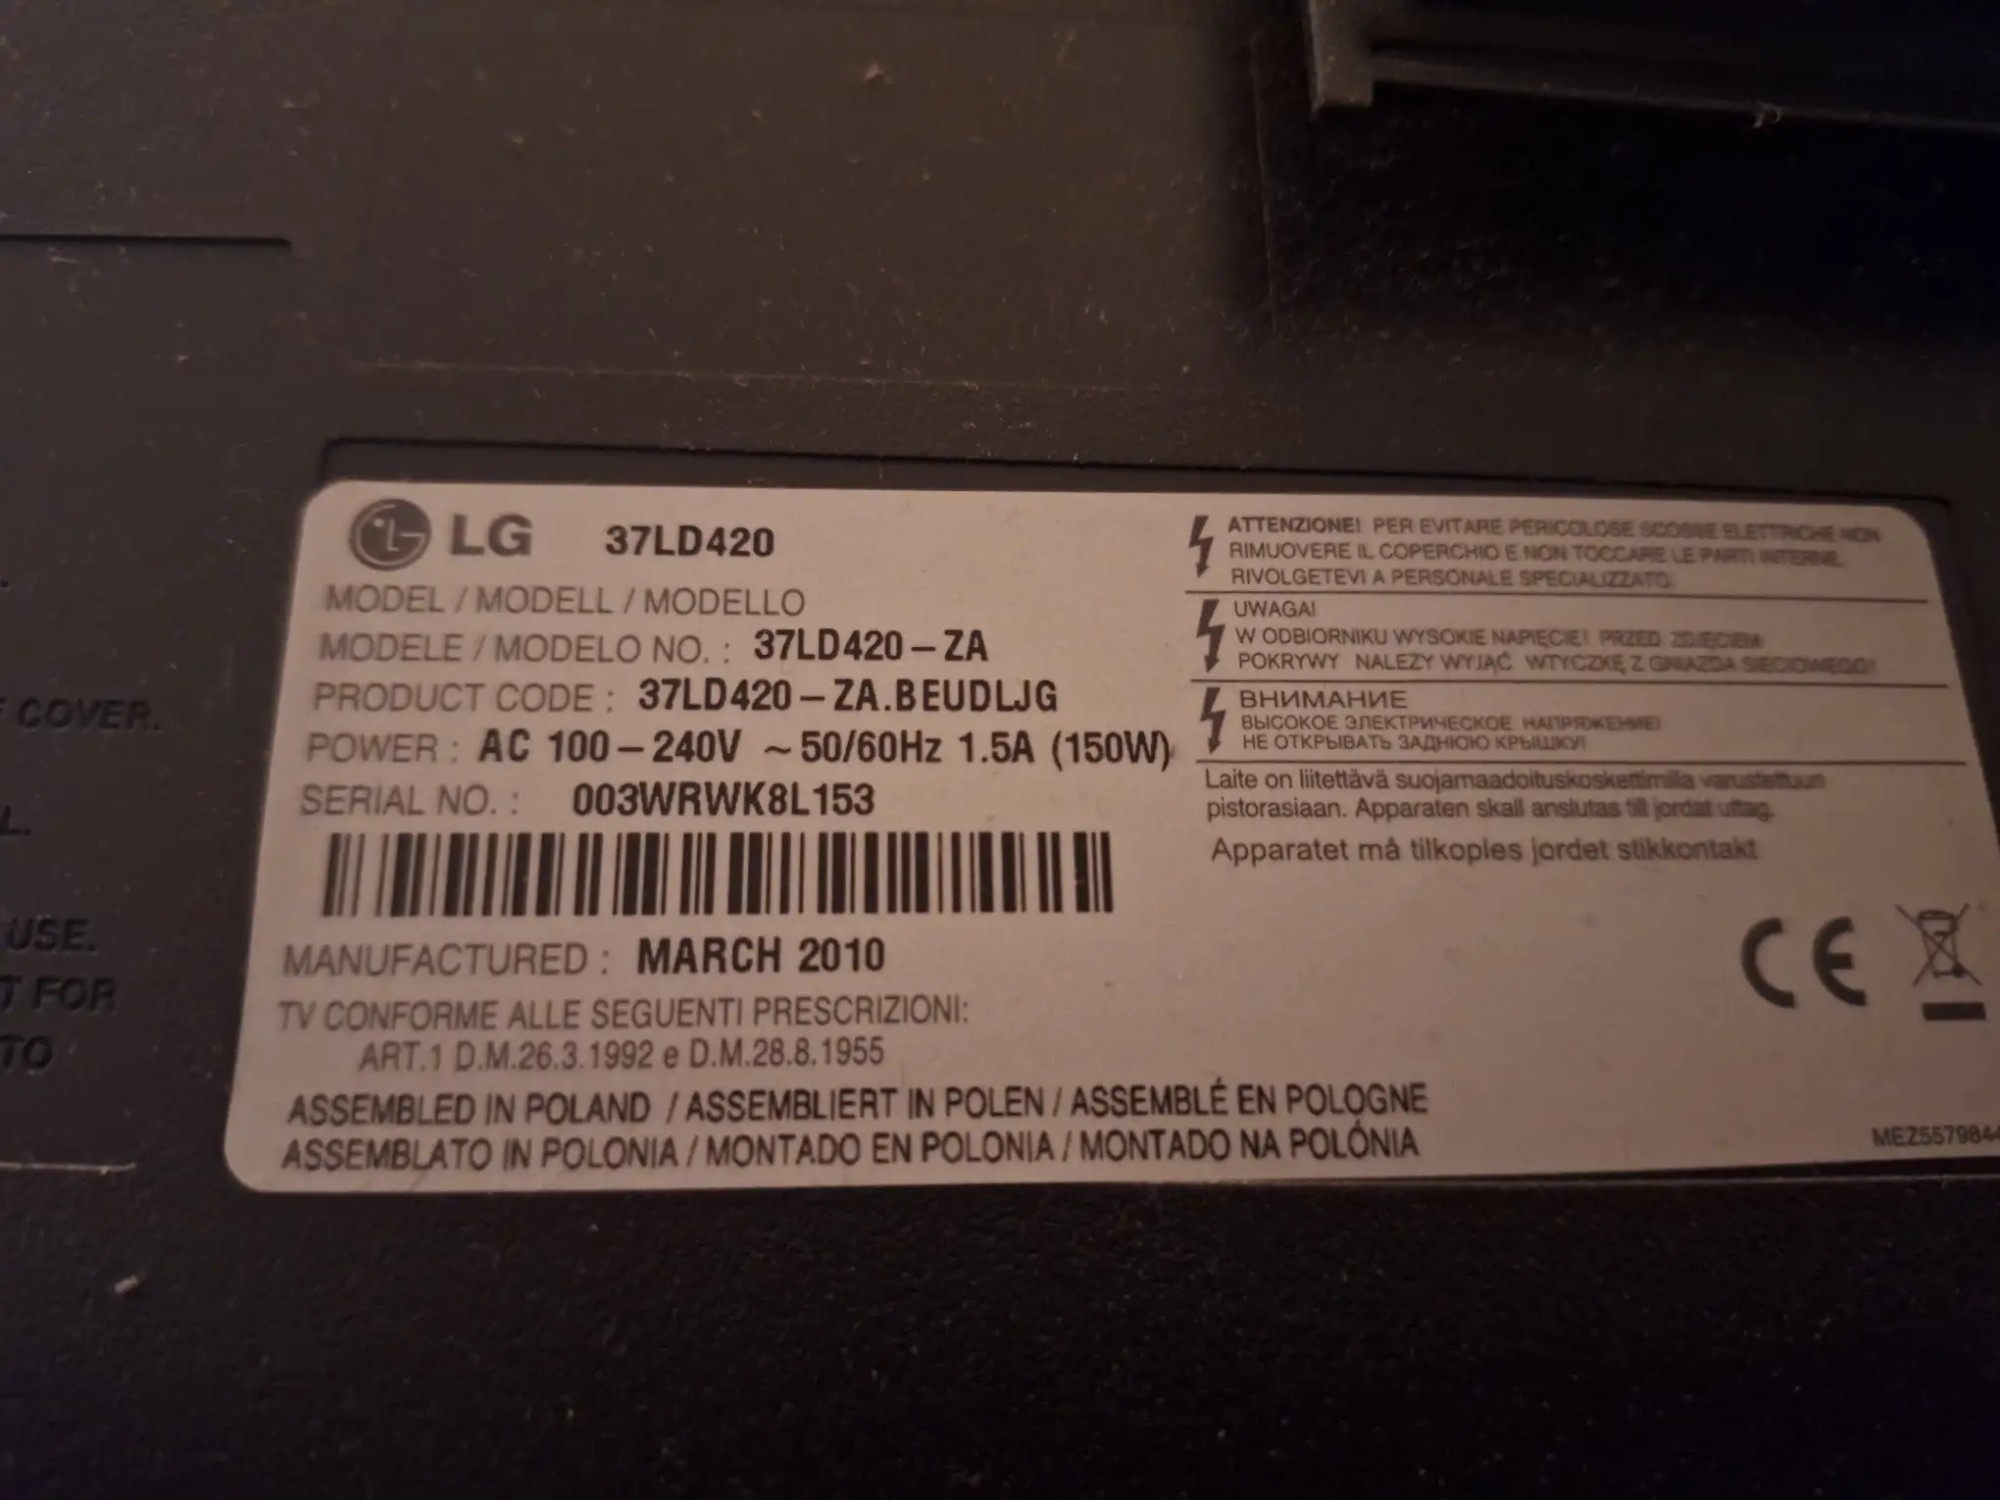 F COVER.
L.
USE.
T FOR
TO
LG 37LD420
MODEL / MODELL / MODELLO
MODELE / MODELO NO. : 37LD420-ZA
PRODUCT CODE : 37LD420-ZA.BEUDLJG
POWER : AC 100-240V ~50/60Hz 1.5A (150W)
SERIAL NO. : 003WRWK8L153
MANUFACTURED : MARCH 2010
TV CONFORME ALLE SEGUENTI PRESCRIZIONI:
ART.1 D.M.26.3.1992 e D.M.28.8.1955
ASSEMBLED IN POLAND / ASSEMBLIERT IN POLEN / ASSEMBLÉ EN POLOGNE
ASSEMBLATO IN POLONIA / MONTADO EN POLONIA / MONTADO NA POLÓNIA
ATTENZIONE! PER EVITARE PERICOLOSE SCOSSE ELETTRICHE NON
RIMUOVERE IL COPERCHIO E NON TOCCARE LE PARTI INTERNE.
RIVOLGETEVI A PERSONALE SPECIALIZZATO.
UWAGA!
W ODBIORNIKU WYSOKIE NAPIĘCIE! PRZED ZDJĘCIEM
POKRYWY NALEZY WYJĄĆ WTYCZKĘ Z GNIAZDA SIECIOWEGO!
ВНИМАНИЕ
ВЫСОКОЕ ЭЛЕКТРИЧЕСКОЕ НАПРЯЖЕНИЕ!
НЕ ОТКРЫВАТЬ ЗАДНЮЮ КРЫШКУ!
Laite on liitettävä suojamaadoituskoskettimilla varustettuun
pistorasiaan. Apparaten skall anslutas till jordat uttag.
Apparatet må tilkoples jordet stikkontakt
CE
MEZ5579844